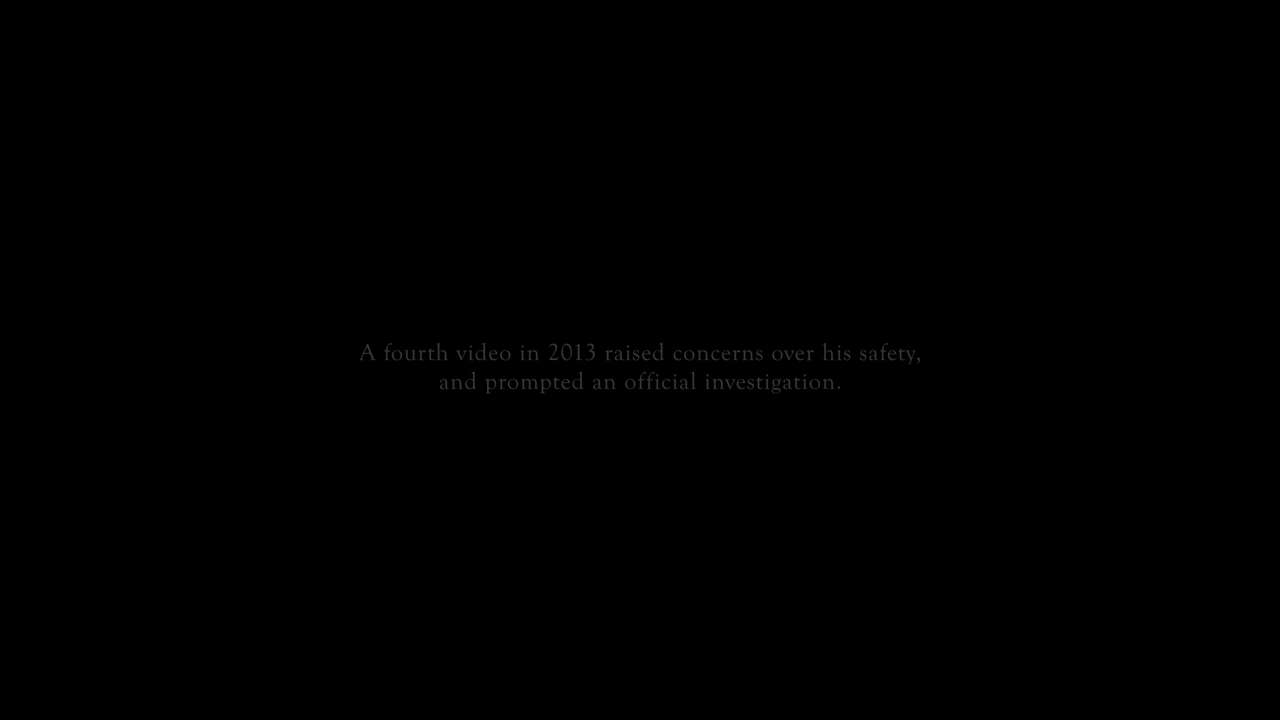 A fourth video in 2013 raised concerns over his safety,
and prompted an official investigation.